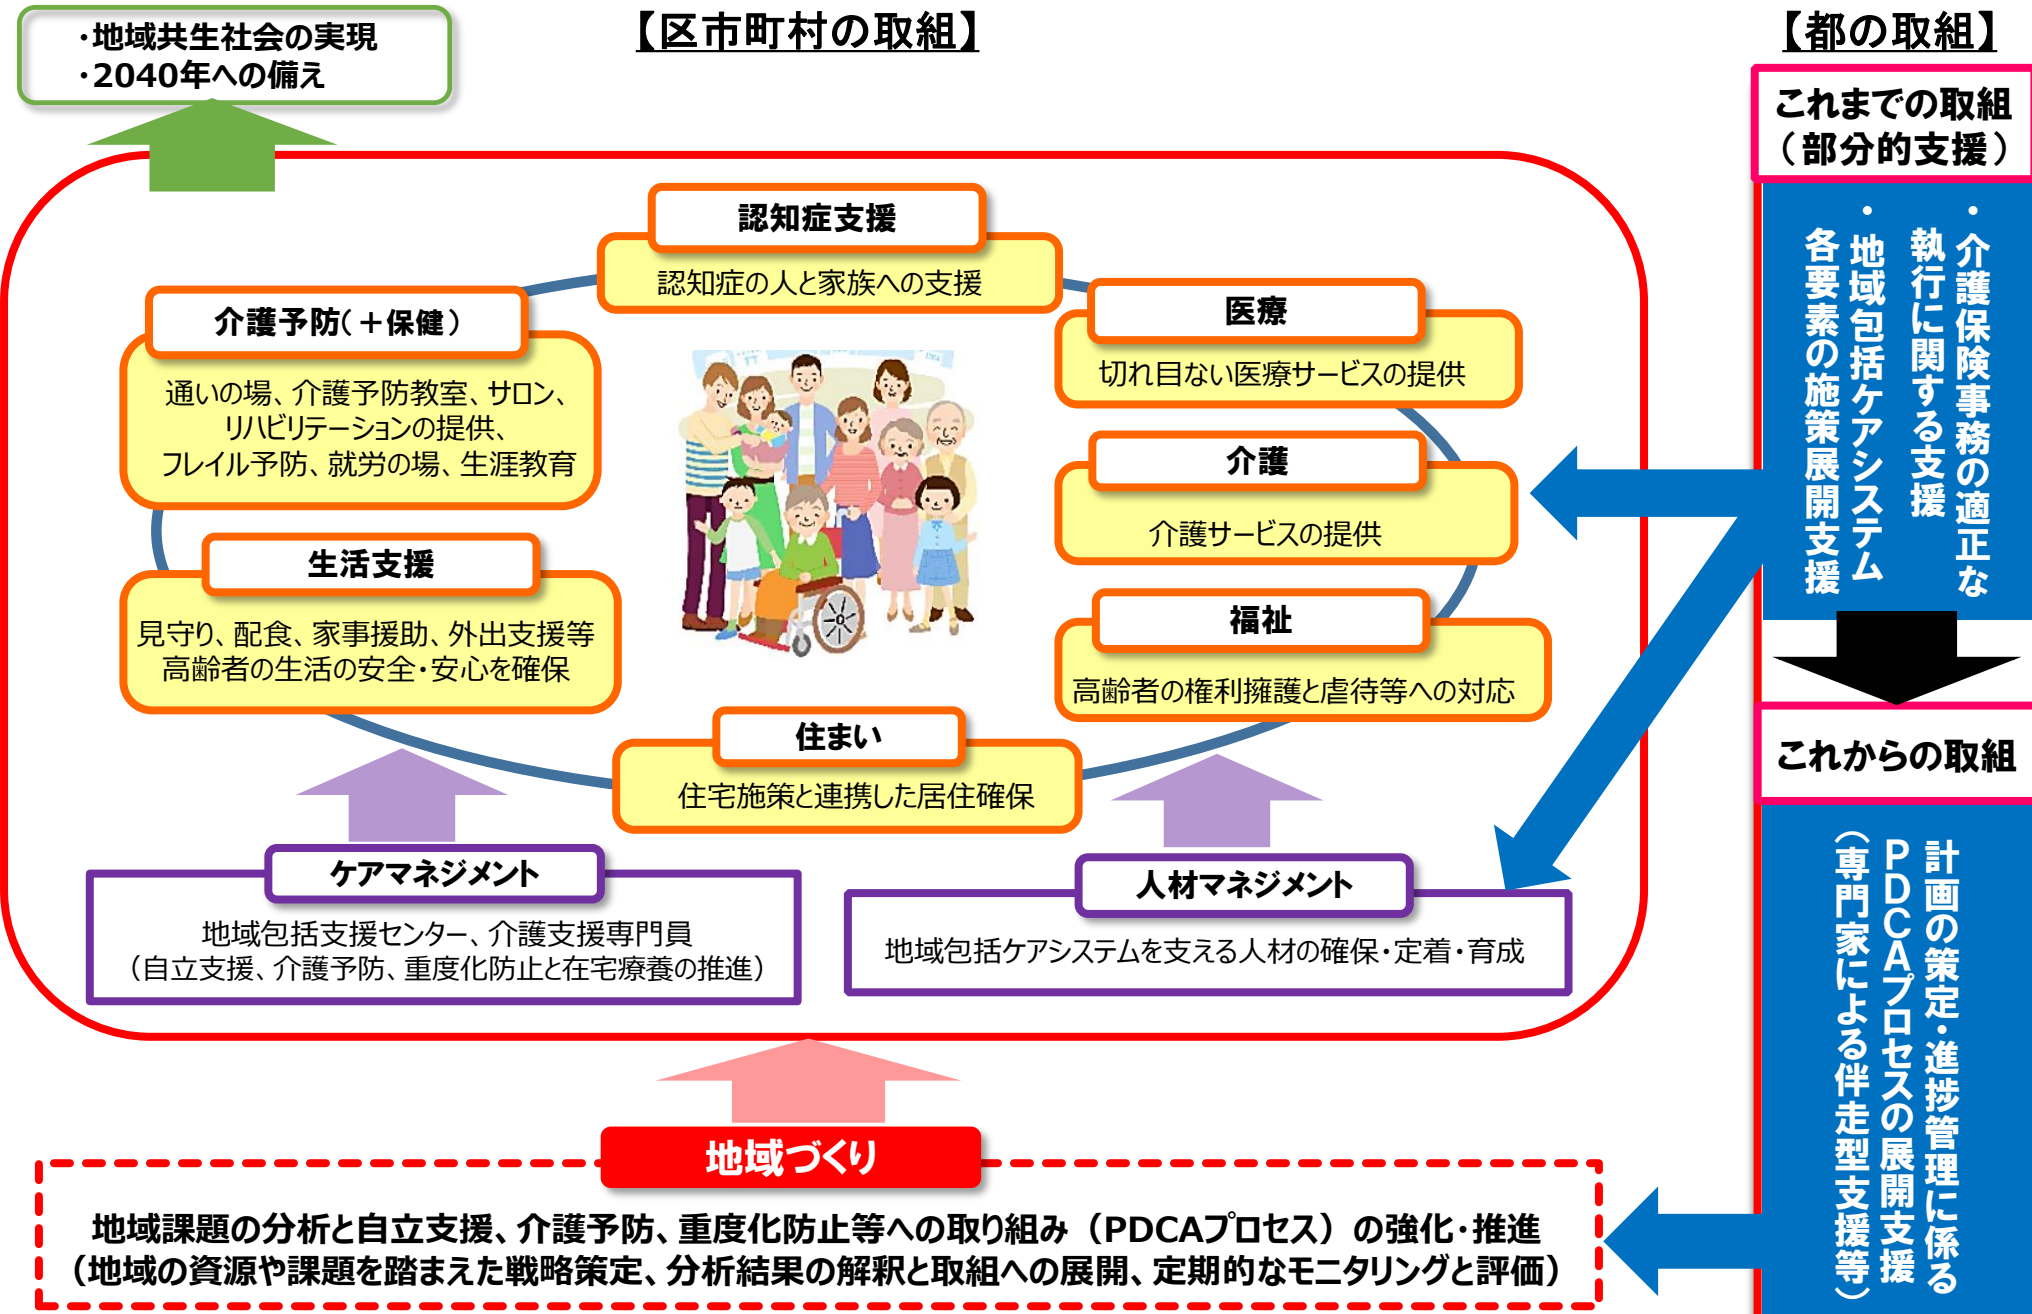 ・地域共生社会の実現
・2040年への備え
【区市町村の取組】
認知症支援
認知症の人と家族への支援
介護予防（＋保健）
通いの場、介護予防教室、サロン、
リハビリテーションの提供、
フレイル予防、就労の場、生涯教育
医療
切れ目ない医療サービスの提供
介護
介護サービスの提供
生活支援
見守り、配食、家事援助、外出支援等
高齢者の生活の安全・安心を確保
福祉
高齢者の権利擁護と虐待等への対応
住まい
住宅施策と連携した居住確保
ケアマネジメント
地域包括支援センター、介護支援専門員
（自立支援、介護予防、重度化防止と在宅療養の推進）
人材マネジメント
地域包括ケアシステムを支える人材の確保・定着・育成
地域づくり
地域課題の分析と自立支援、介護予防、重度化防止等への取り組み（PDCAプロセス）の強化・推進
（地域の資源や課題を踏まえた戦略策定、分析結果の解釈と取組への展開、定期的なモニタリングと評価）
【都の取組】
これまでの取組
（部分的支援）
・介護保険事務の適正な
執行に関する支援
・地域包括ケアシステム
各要素の施策展開支援
これからの取組
計画の策定・進捗管理に係る
PDCAプロセスの展開支援
（専門家による伴走型支援等）